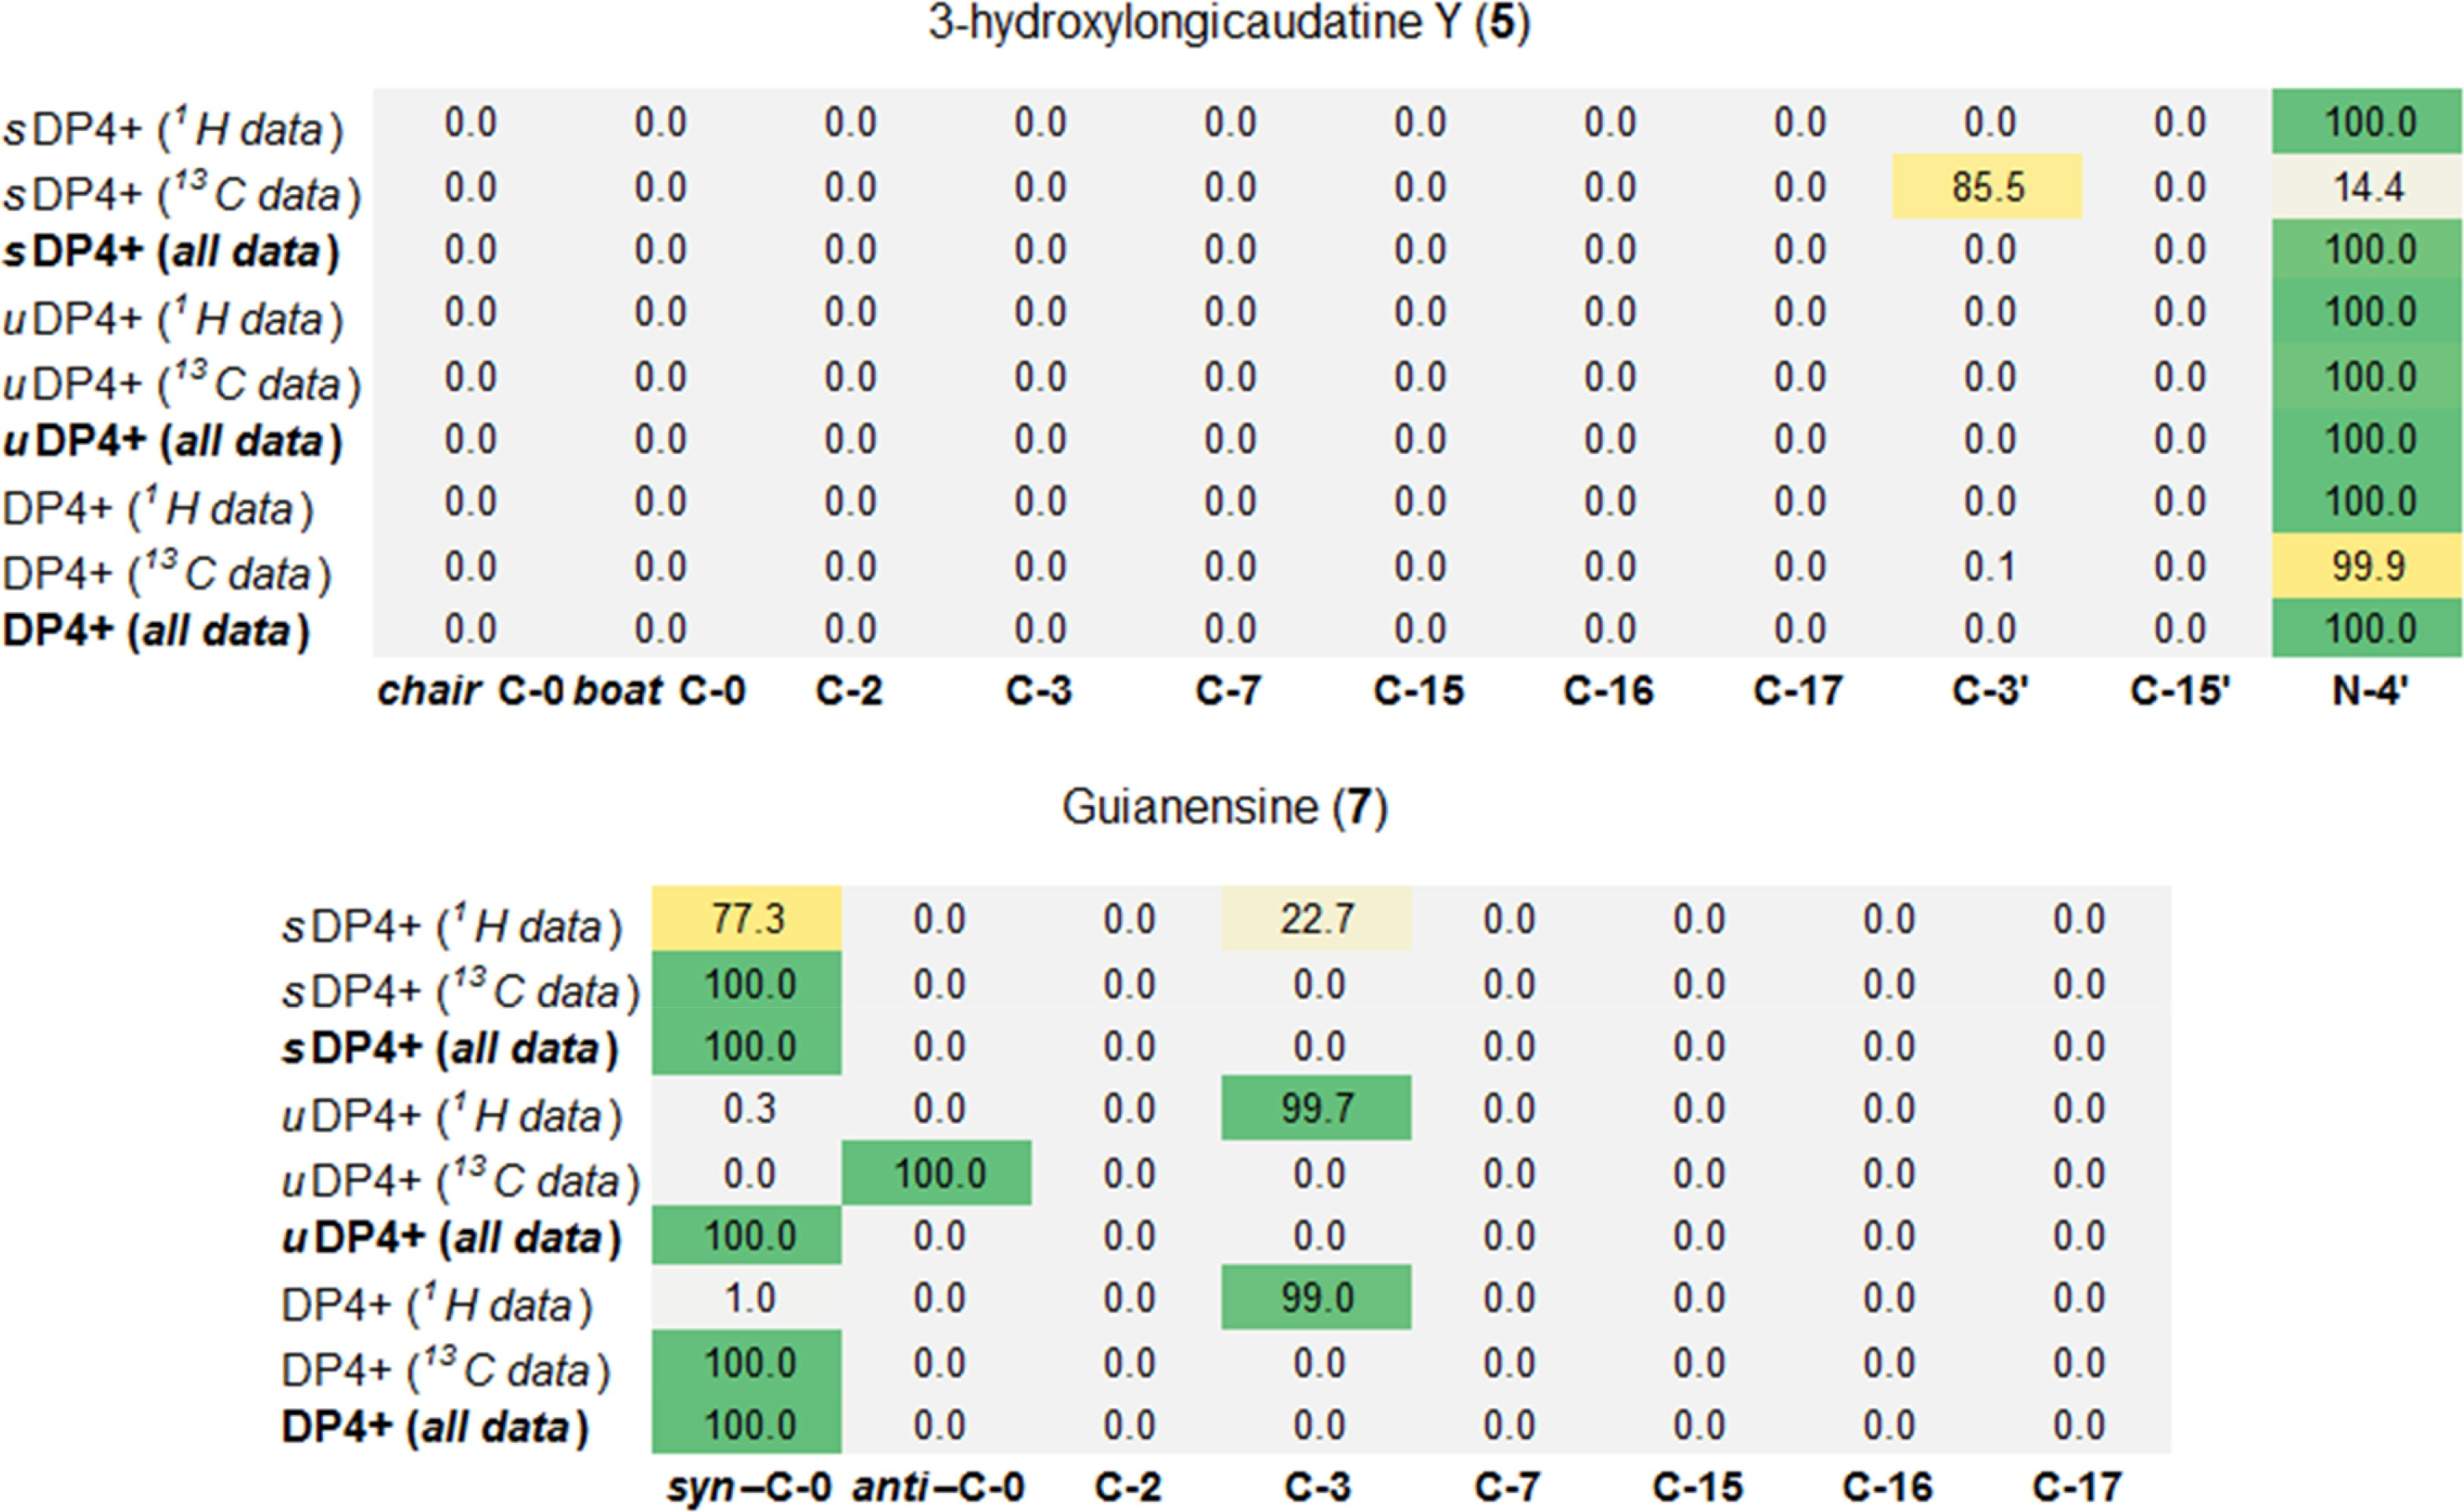 3-hydroxylongicaudatine Y (5)
sDP4+ (¹H data) 0.0 0.0 0.0 0.0 0.0 0.0 0.0 0.0 0.0 0.0 100.0
sDP4+ (¹³C data) 0.0 0.0 0.0 0.0 0.0 0.0 0.0 0.0 85.5 0.0 14.4
sDP4+ (all data) 0.0 0.0 0.0 0.0 0.0 0.0 0.0 0.0 0.0 0.0 100.0
uDP4+ (¹H data) 0.0 0.0 0.0 0.0 0.0 0.0 0.0 0.0 0.0 0.0 100.0
uDP4+ (¹³C data) 0.0 0.0 0.0 0.0 0.0 0.0 0.0 0.0 0.0 0.0 100.0
uDP4+ (all data) 0.0 0.0 0.0 0.0 0.0 0.0 0.0 0.0 0.0 0.0 100.0
DP4+ (¹H data) 0.0 0.0 0.0 0.0 0.0 0.0 0.0 0.0 0.0 0.0 100.0
DP4+ (¹³C data) 0.0 0.0 0.0 0.0 0.0 0.0 0.0 0.0 0.1 0.0 99.9
DP4+ (all data) 0.0 0.0 0.0 0.0 0.0 0.0 0.0 0.0 0.0 0.0 100.0
chair C-0 boat C-0 C-2 C-3 C-7 C-15 C-16 C-17 C-3' C-15' N-4'
Guianensine (7)
sDP4+ (¹H data) 77.3 0.0 0.0 22.7 0.0 0.0 0.0 0.0
sDP4+ (¹³C data) 100.0 0.0 0.0 0.0 0.0 0.0 0.0 0.0
sDP4+ (all data) 100.0 0.0 0.0 0.0 0.0 0.0 0.0 0.0
uDP4+ (¹H data) 0.3 0.0 0.0 99.7 0.0 0.0 0.0 0.0
uDP4+ (¹³C data) 0.0 100.0 0.0 0.0 0.0 0.0 0.0 0.0
uDP4+ (all data) 100.0 0.0 0.0 0.0 0.0 0.0 0.0 0.0
DP4+ (¹H data) 1.0 0.0 0.0 99.0 0.0 0.0 0.0 0.0
DP4+ (¹³C data) 100.0 0.0 0.0 0.0 0.0 0.0 0.0 0.0
DP4+ (all data) 100.0 0.0 0.0 0.0 0.0 0.0 0.0 0.0
syn–C-0 anti–C-0 C-2 C-3 C-7 C-15 C-16 C-17